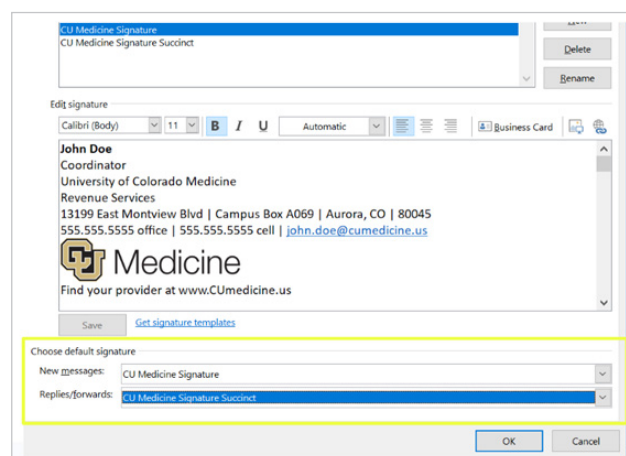 New
CU Medicine Signature
CU Medicine Signature Succinct
Delete
Rename
Edit signature
Calibri (Body) 11 B I U Automatic Business Card
John Doe
Coordinator
University of Colorado Medicine
Revenue Services
13199 East Montview Blvd | Campus Box A069 | Aurora, CO | 80045
555.555.5555 office | 555.555.5555 cell | john.doe@cumedicine.us
CU Medicine
Find your provider at www.CUmedicine.us
Save Get signature templates
Choose default signature
New messages: CU Medicine Signature
Replies/forwards: CU Medicine Signature Succinct
OK Cancel